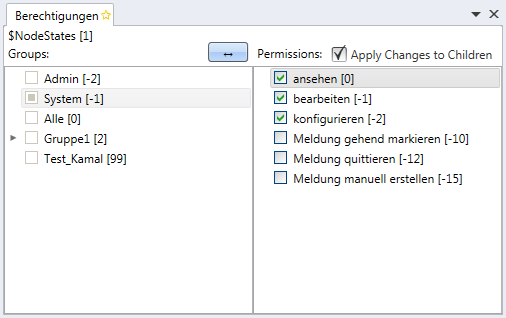 Berechtigungen
$NodeStates [1]
Groups:
↔
Permissions:
Apply Changes to Children
Admin [-2]
System [-1]
Alle [0]
Gruppe1 [2]
Test_Kamal [99]
ansehen [0]
bearbeiten [-1]
konfigurieren [-2]
Meldung gehend markieren [-10]
Meldung quittieren [-12]
Meldung manuell erstellen [-15]